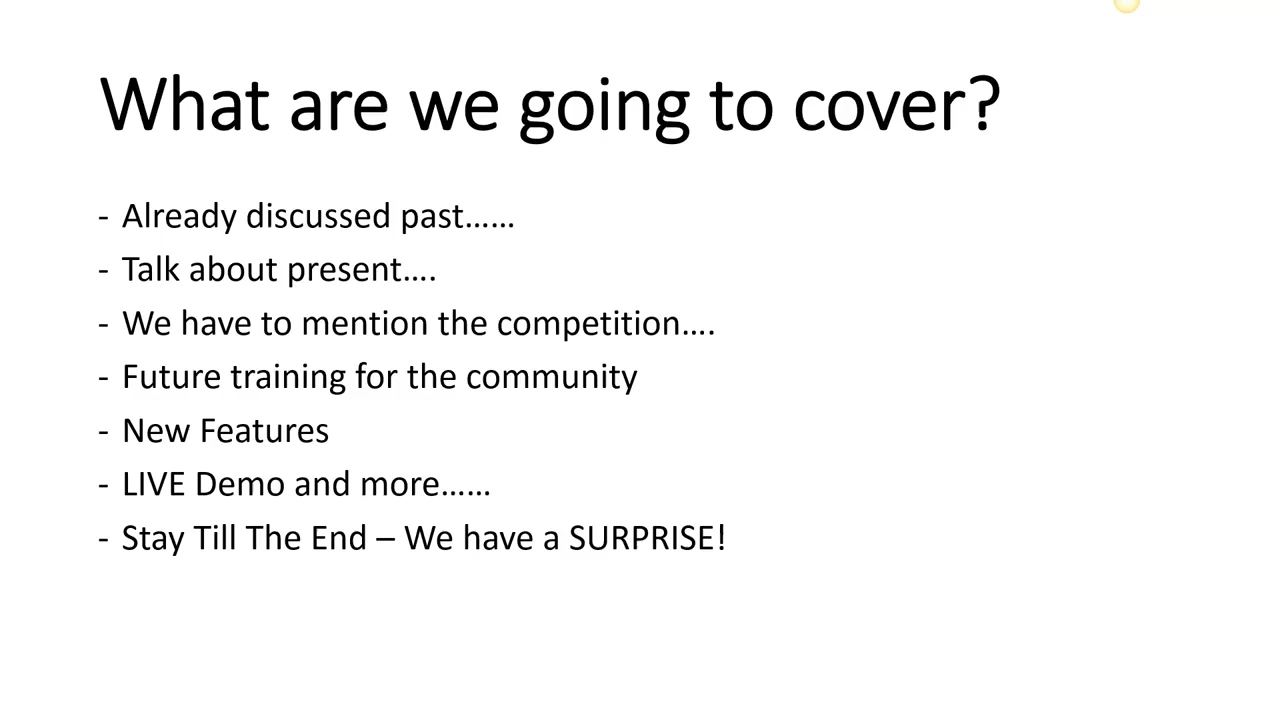 What are we going to cover?
- Already discussed past......
- Talk about present....
- We have to mention the competition....
- Future training for the community
- New Features
- LIVE Demo and more......
- Stay Till The End – We have a SURPRISE!